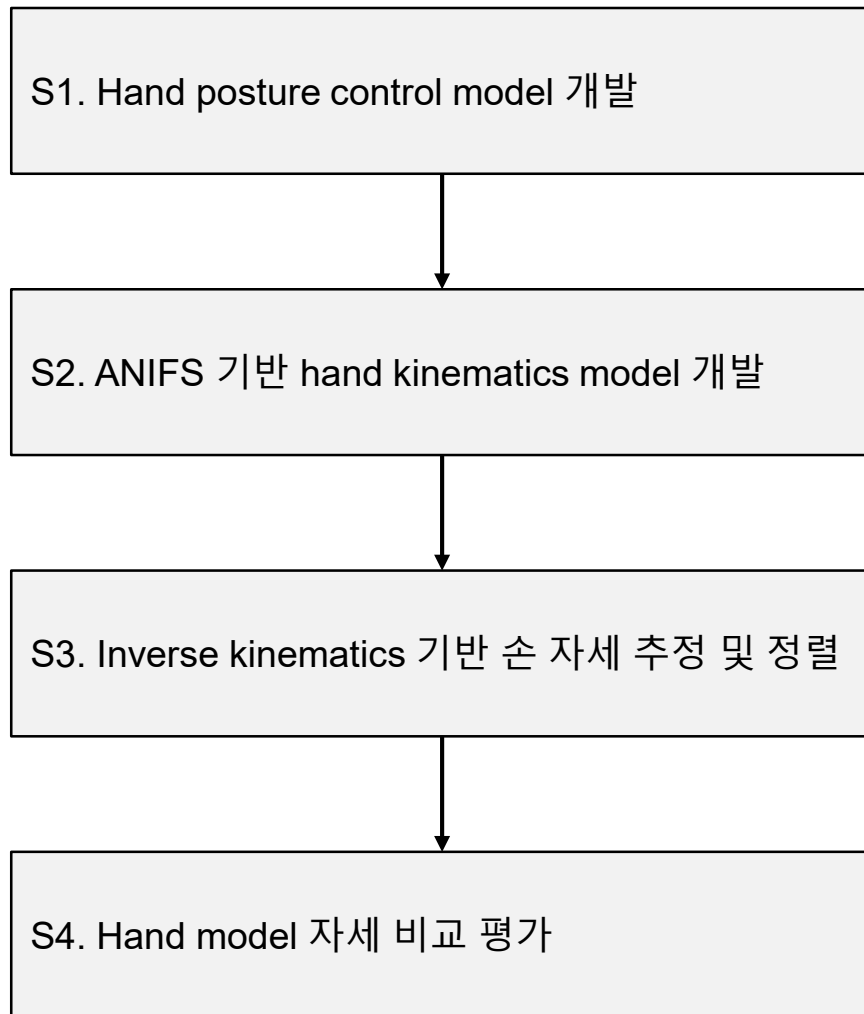 S1. Hand posture control model 개발
S2. ANIFS 기반 hand kinematics model 개발
S3. Inverse kinematics 기반 손 자세 추정 및 정렬
S4. Hand model 자세 비교 평가